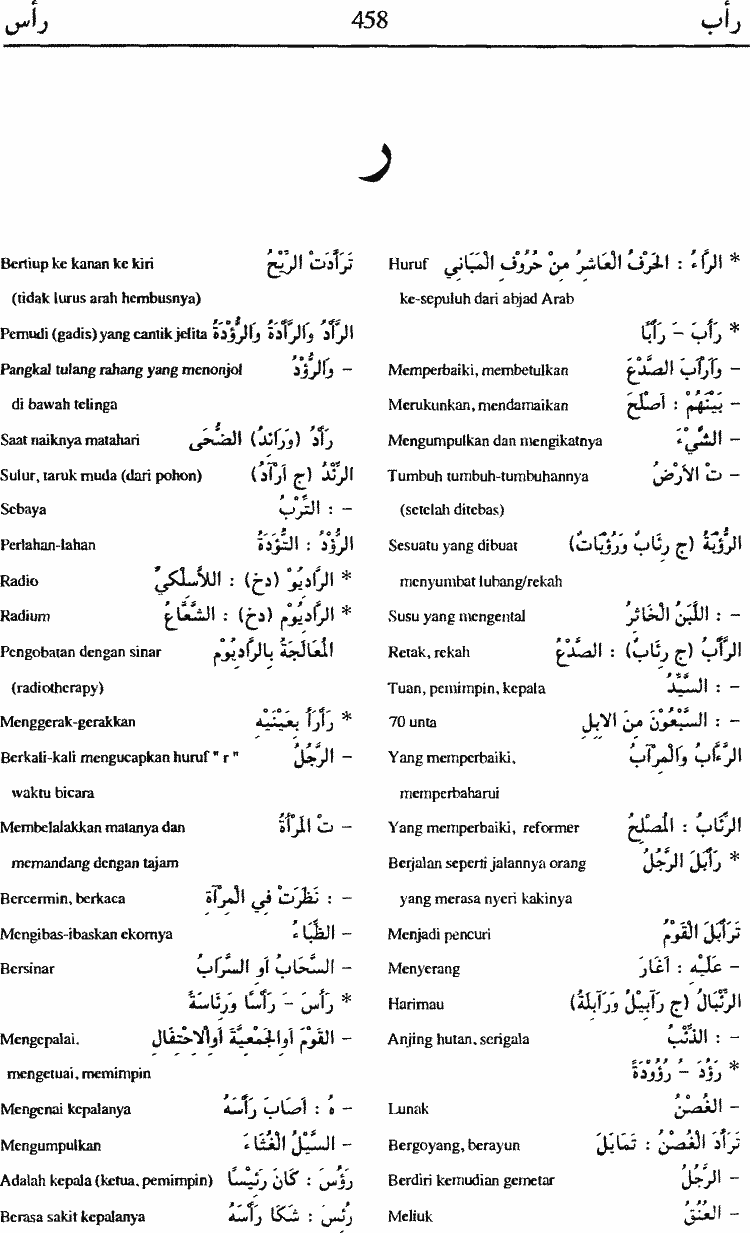 رأب 458 رأس
ر
* الرَّاءُ : الحَرْفُ العَاشِرُ مِنْ حُرُوفِ المَبَانِي Huruf
ke-sepuluh dari abjad Arab
* رَأَبَ – رَأْبًا
– وَأَرْأَبَ الصَّدْعَ Memperbaiki, membetulkan
– بَيْنَهُمْ : أَصْلَحَ Merukunkan, mendamaikan
– الشَّيْءَ Mengumpulkan dan mengikatnya
– تْ الأَرْضُ Tumbuh tumbuh-tumbuhannya
(setelah ditebas)
الرُّؤْبَةُ (ج رِئَابٌ وَرُؤْبَاتٌ) Sesuatu yang dibuat
menyumbat lubang/rekah
– : اللَّبَنُ الخَاثِرُ Susu yang mengental
الرَّأْبُ (ج رِئَابٌ) : الصَّدْعُ Retak, rekah
– : السَّيِّدُ Tuan, pemimpin, kepala
– : السَّبْعُوْنَ مِنَ الابِلِ 70 unta
الرَّءَّابُ وَالْمِرْآبُ Yang memperbaiki,
memperbaharui
الرَّئَّابُ : المُصْلِحُ Yang memperbaiki, reformer
* رَأْبَلَ الرَّجُلُ Berjalan seperti jalannya orang
yang merasa nyeri kakinya
تَرَأْبَلَ القَوْمُ Menjadi pencuri
– عَلَيْهِ : أَغَارَ Menyerang
الرِّئْبَالُ (ج رَآبِيْلُ وَرَآبِلَةُ) Harimau
– : الذِّئْبُ Anjing hutan, serigala
* رَؤُدَ – رُؤُوْدَةً
– الغُصْنُ Lunak
تَرَأَّدَ الغُصْنُ : تَمَايَلَ Bergoyang, berayun
– الرَّجُلُ Berdiri kemudian gemetar
– العُنُقُ Meliuk
تَرَأَّدَتْ الرِّيْحُ Bertiup ke kanan ke kiri
(tidak lurus arah hembusnya)
الرَّأْدُ وَالرَّأْدَةُ وَالرُّؤْدَةُ Pemudi (gadis) yang cantik jelita
– وَالرُّؤْدُ Pangkal tulang rahang yang menonjol
di bawah telinga
رَأْدُ (وَرَائِدُ) الضُّحَى Saat naiknya matahari
الرِّئْدُ (ج أَرْآدٌ) Sulur, taruk muda (dari pohon)
– : التِّرْبُ Sebaya
الرُّؤْدُ : التُّؤَدَةُ Perlahan-lahan
* الرَّادِيُو (دخ) : اللاَّسِلْكِيُّ Radio
* الرَّادِيُوْم (دخ) : الشَّعَّاعُ Radium
المُعَالَجَةُ بِالرَّادِيُوْم Pengobatan dengan sinar
(radiotherapy)
* رَأْرَأَ بِعَيْنَيْهِ Menggerak-gerakkan
– الرَّجُلُ Berkali-kali mengucapkan huruf " r "
waktu bicara
– تْ المَرْأَةُ Membelalakkan matanya dan
memandang dengan tajam
– : نَظَرَتْ فِي المِرْآةِ Bercermin, berkaca
– الظِّبَاءُ Mengibas-ibaskan ekornya
– السَّحَابُ أو السَّرَابُ Bersinar
* رَأَسَ – رَأْسًا وَرِئَاسَةً
– القَوْمَ أوالجَمْعِيَّةَ أوالاحْتِفَالَ Mengepalai,
mengetuai, memimpin
– هُ : أَصَابَ رَأْسَهُ Mengenai kepalanya
– السَّيْلُ الغُثَاءَ Mengumpulkan
رَؤُسَ : كَانَ رَئِيْسًا Adalah kepala (ketua, pemimpin)
رُئِسَ : شَكَا رَأْسَهُ Berasa sakit kepalanya